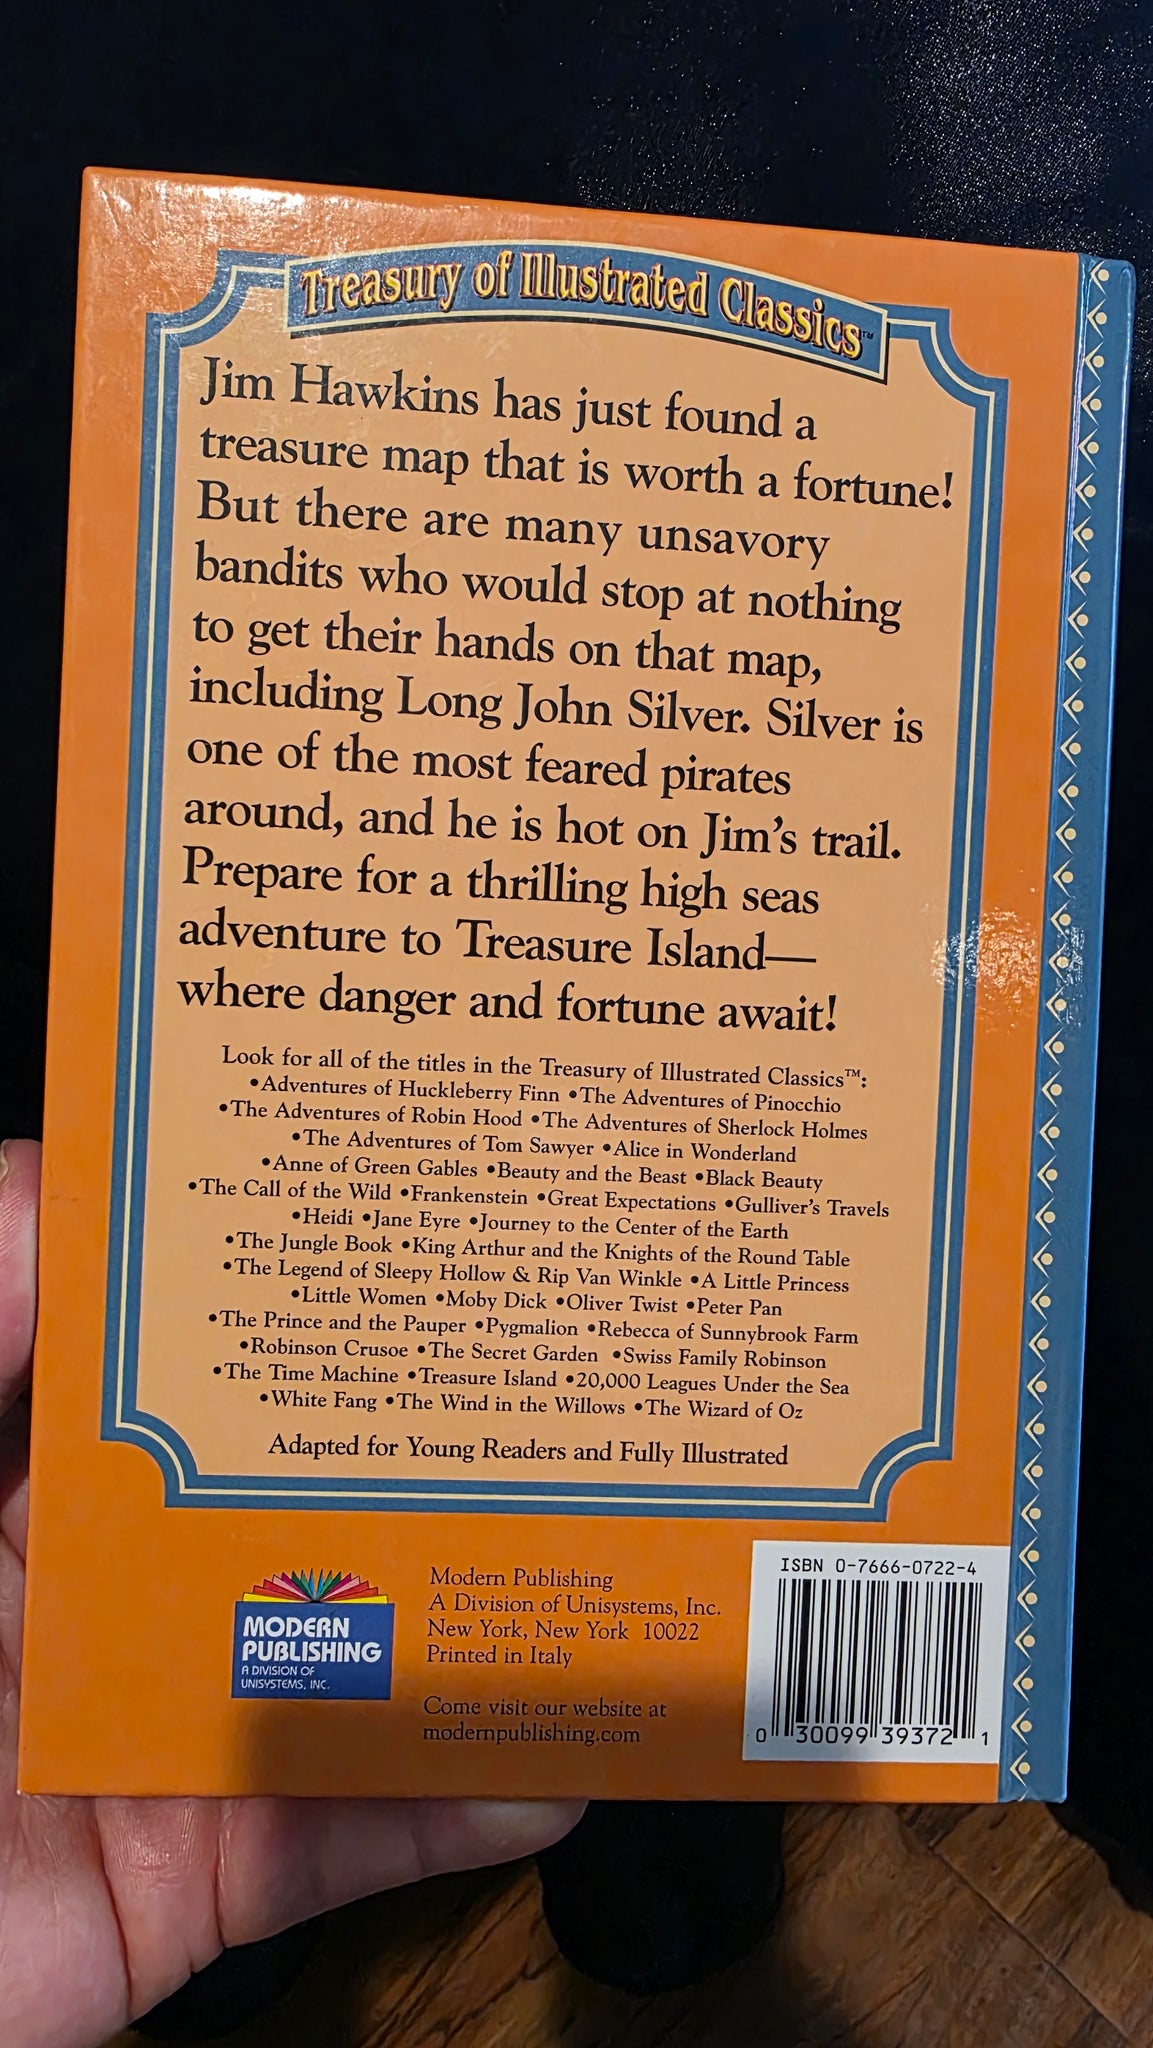 Treasury of Illustrated Classics™
Jim Hawkins has just found a
treasure map that is worth a fortune!
But there are many unsavory
bandits who would stop at nothing
to get their hands on that map,
including Long John Silver. Silver is
one of the most feared pirates
around, and he is hot on Jim's trail.
Prepare for a thrilling high seas
adventure to Treasure Island—
where danger and fortune await!
Look for all of the titles in the Treasury of Illustrated Classics™:
•Adventures of Huckleberry Finn •The Adventures of Pinocchio
•The Adventures of Robin Hood •The Adventures of Sherlock Holmes
•The Adventures of Tom Sawyer •Alice in Wonderland
•Anne of Green Gables •Beauty and the Beast •Black Beauty
•The Call of the Wild •Frankenstein •Great Expectations •Gulliver's Travels
•Heidi •Jane Eyre •Journey to the Center of the Earth
•The Jungle Book •King Arthur and the Knights of the Round Table
•The Legend of Sleepy Hollow & Rip Van Winkle •A Little Princess
•Little Women •Moby Dick •Oliver Twist •Peter Pan
•The Prince and the Pauper •Pygmalion •Rebecca of Sunnybrook Farm
•Robinson Crusoe •The Secret Garden •Swiss Family Robinson
•The Time Machine •Treasure Island •20,000 Leagues Under the Sea
•White Fang •The Wind in the Willows •The Wizard of Oz
Adapted for Young Readers and Fully Illustrated
MODERN
PUBLISHING
A DIVISION OF
UNISYSTEMS, INC.
Modern Publishing
A Division of Unisystems, Inc.
New York, New York 10022
Printed in Italy
Come visit our website at
modernpublishing.com
ISBN 0-7666-0722-4
0 30099 39372 1